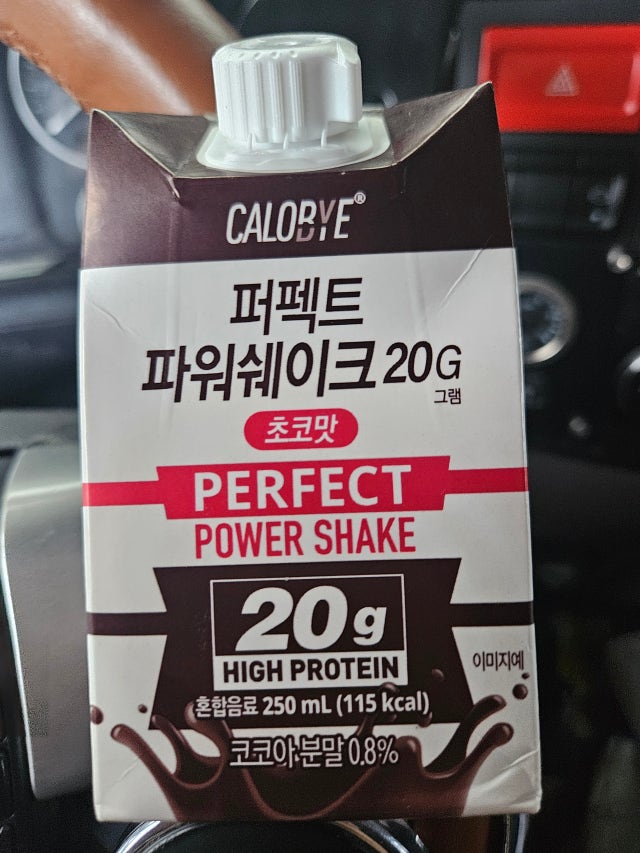 CALOBYE®
퍼펙트
파워쉐이크 20G
그램
초코맛
PERFECT
POWER SHAKE
20g
HIGH PROTEIN
이미지예
혼합음료 250 mL (115 kcal)
코코아분말 0.8%